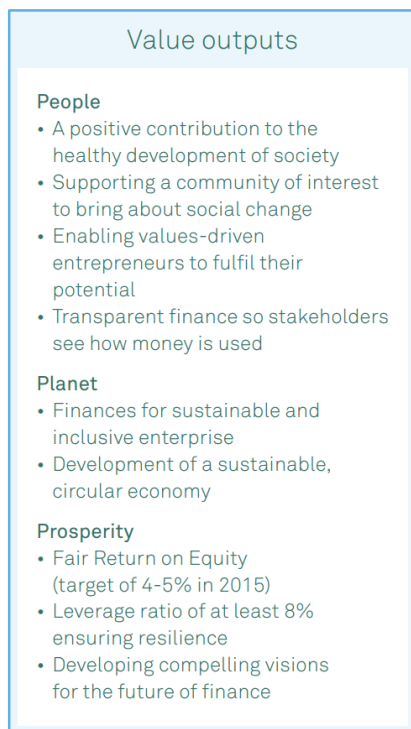 Value outputs
People
• A positive contribution to the
healthy development of society
• Supporting a community of interest
to bring about social change
• Enabling values-driven
entrepreneurs to fulfil their
potential
• Transparent finance so stakeholders
see how money is used
Planet
• Finances for sustainable and
inclusive enterprise
• Development of a sustainable,
circular economy
Prosperity
• Fair Return on Equity
(target of 4-5% in 2015)
• Leverage ratio of at least 8%
ensuring resilience
• Developing compelling visions
for the future of finance